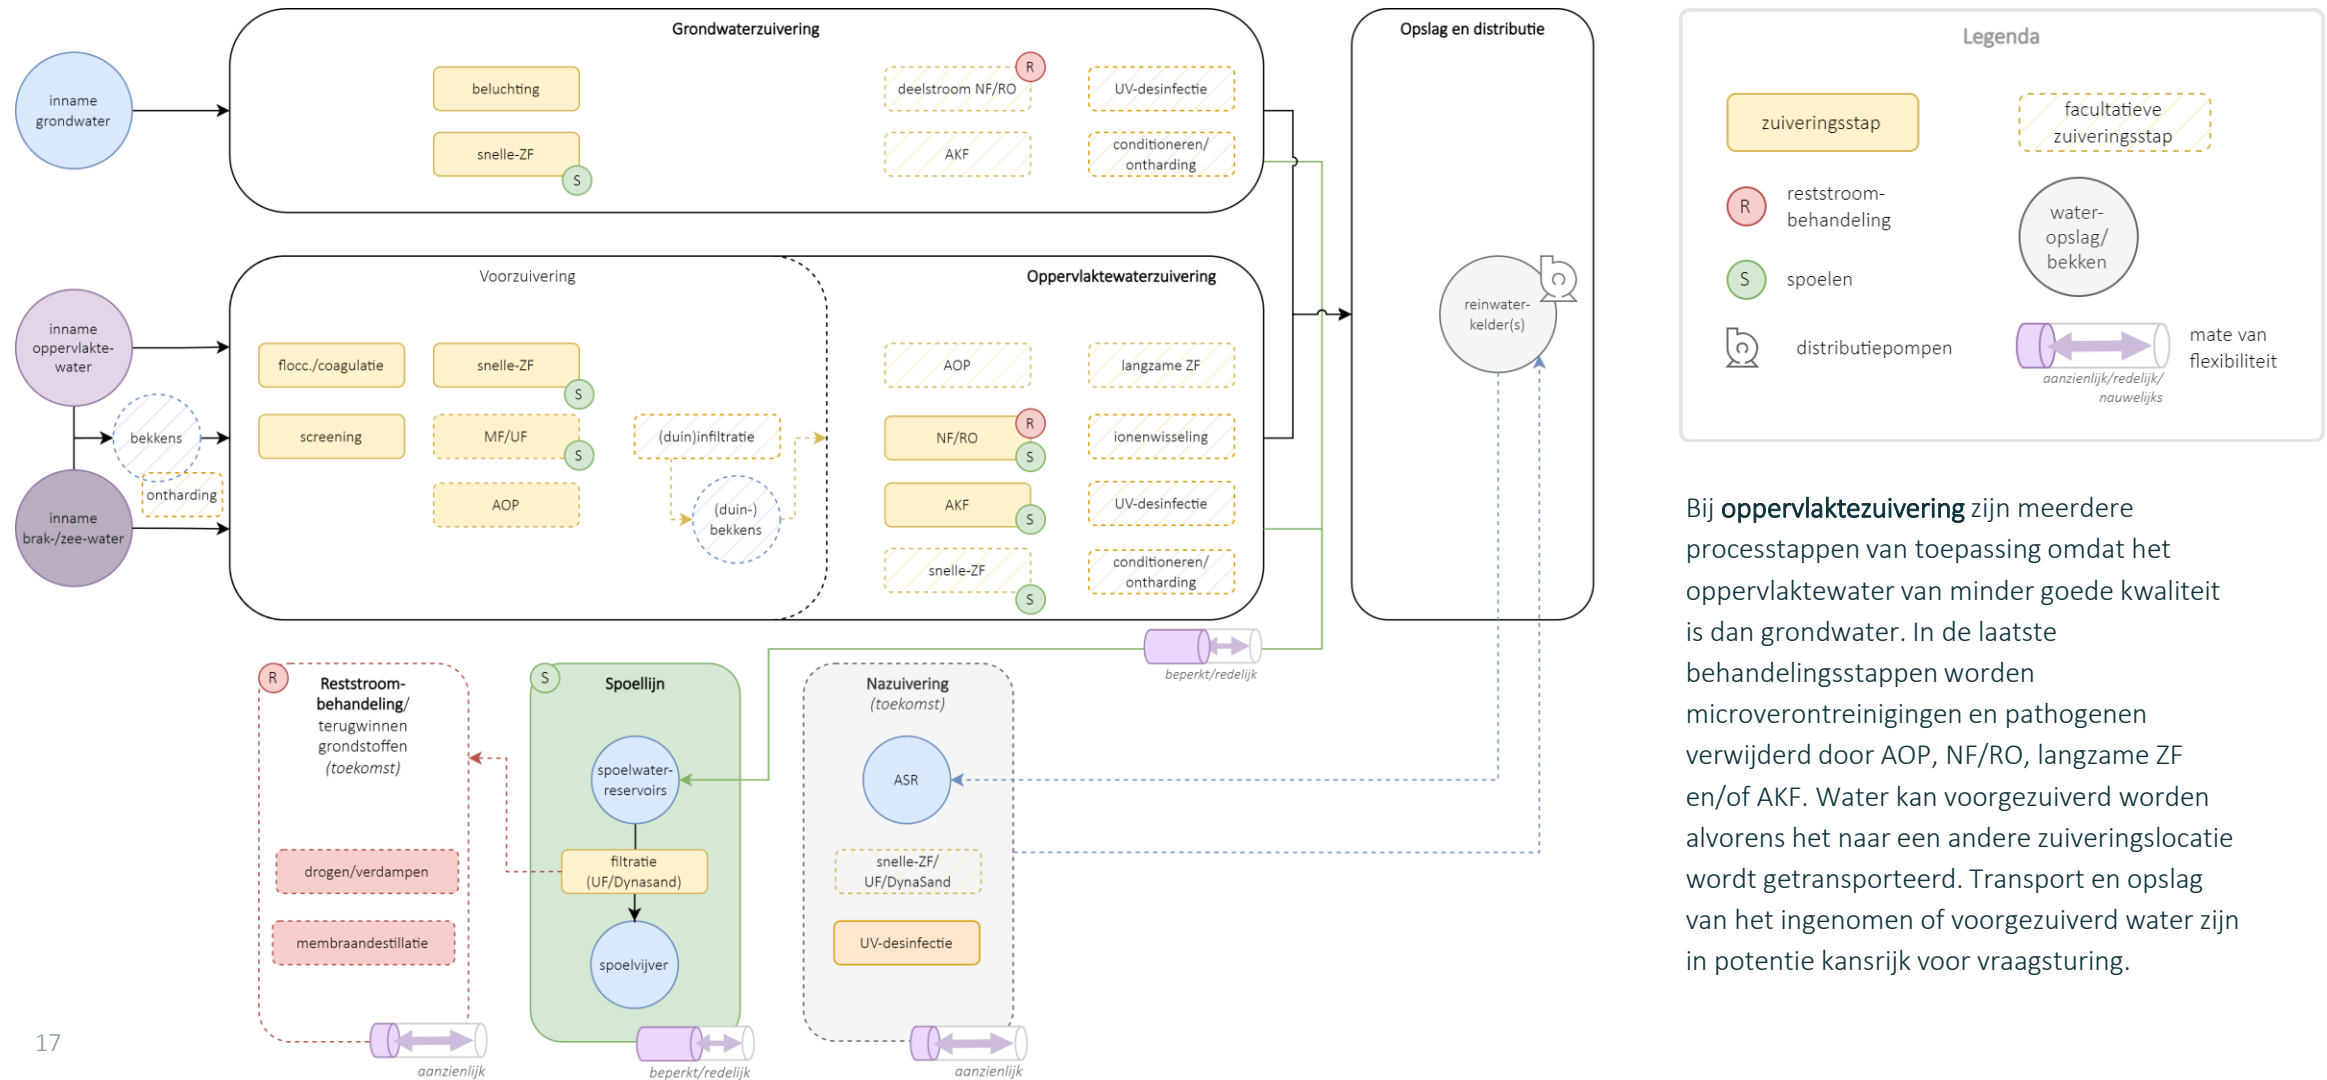 Grondwaterzuivering
inname
grondwater
beluchting
snelle-ZF
S
deelstroom NF/RO
R
AKF
UV-desinfectie
conditioneren/
ontharding
Voorzuivering
Oppervlaktewaterzuivering
inname
oppervlakte-
water
bekkens
ontharding
inname
brak-/zee-water
flocc./coagulatie
screening
snelle-ZF
S
MF/UF
S
AOP
(duin)infiltratie
(duin-)
bekkens
AOP
NF/RO
R
S
AKF
S
snelle-ZF
S
langzame ZF
ionenwisseling
UV-desinfectie
conditioneren/
ontharding
Opslag en distributie
reinwater-
kelder(s)
beperkt/redelijk
R
Reststroom-
behandeling/
terugwinnen
grondstoffen
(toekomst)
drogen/verdampen
membraandestillatie
aanzienlijk
S
Spoellijn
spoelwater-
reservoirs
filtratie
(UF/Dynasand)
spoelvijver
beperkt/redelijk
Nazuivering
(toekomst)
ASR
snelle-ZF/
UF/DynaSand
UV-desinfectie
aanzienlijk
Legenda
zuiveringsstap
facultatieve
zuiveringsstap
R
reststroom-
behandeling
S
spoelen
distributiepompen
water-
opslag/
bekken
mate van
flexibiliteit
aanzienlijk/redelijk/
nauwelijks
Bij oppervlaktezuivering zijn meerdere
processtappen van toepassing omdat het
oppervlaktewater van minder goede kwaliteit
is dan grondwater. In de laatste
behandelingsstappen worden
microverontreinigingen en pathogenen
verwijderd door AOP, NF/RO, langzame ZF
en/of AKF. Water kan voorgezuiverd worden
alvorens het naar een andere zuiveringslocatie
wordt getransporteerd. Transport en opslag
van het ingenomen of voorgezuiverd water zijn
in potentie kansrijk voor vraagsturing.
17